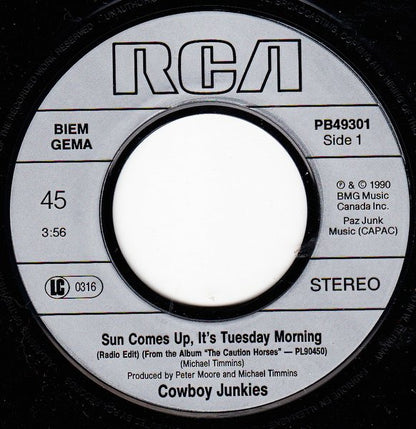 RCA
BIEM
GEMA
PB49301
Side 1
45
3:56
℗ & © 1990
BMG Music
Canada Inc.
Paz Junk
Music (CAPAC)
LC 0316
STEREO
Sun Comes Up, It's Tuesday Morning
(Radio Edit) (From the Album "The Caution Horses" — PL90450)
(Michael Timmins)
Produced by Peter Moore and Michael Timmins
Cowboy Junkies